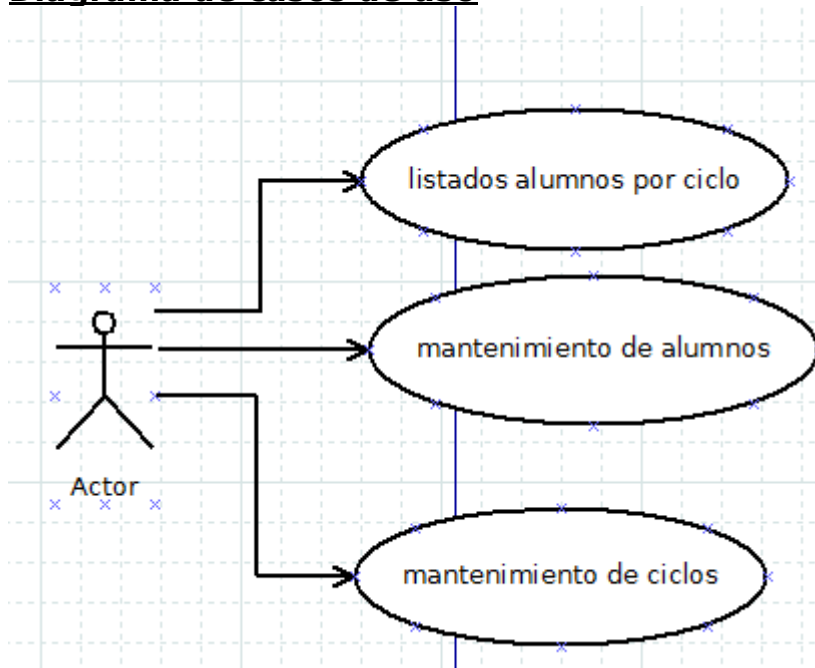 Diagrama de casos de uso
listados alumnos por ciclo
mantenimiento de alumnos
Actor
mantenimiento de ciclos